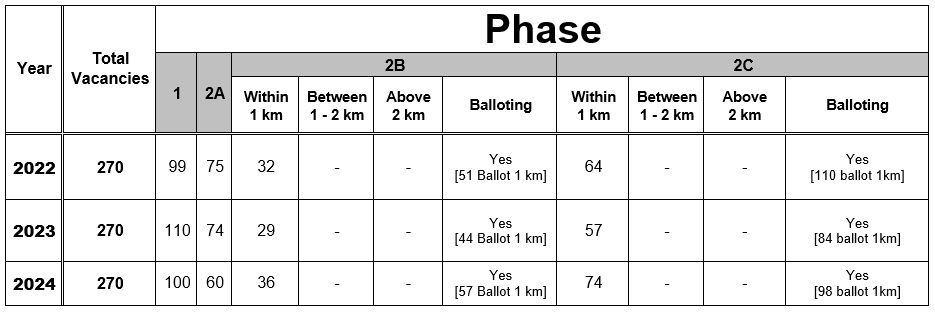 Phase
Year Total Vacancies 1 2A 2B 2C
Within 1 km Between 1 - 2 km Above 2 km Balloting Within 1 km Between 1 - 2 km Above 2 km Balloting
2022 270 99 75 32 - - Yes [51 Ballot 1 km] 64 - - Yes [110 ballot 1km]
2023 270 110 74 29 - - Yes [44 Ballot 1 km] 57 - - Yes [84 ballot 1km]
2024 270 100 60 36 - - Yes [57 Ballot 1 km] 74 - - Yes [98 ballot 1km]